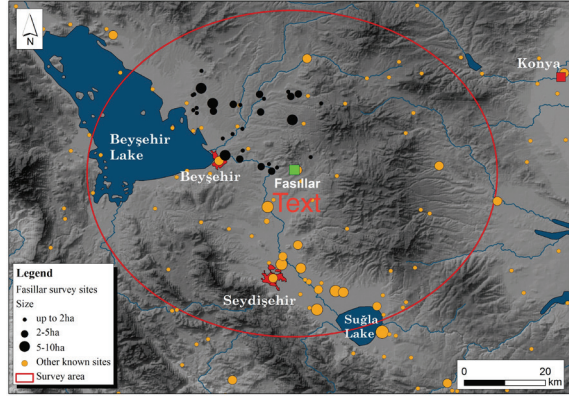 N
Konya
Beyşehir
Lake
Beyşehir
Fasıllar
Text
Seydişehir
Suğla
Lake
Legend
Fasıllar survey sites
Size
up to 2ha
2-5ha
5-10ha
Other known sites
Survey area
0 20
km